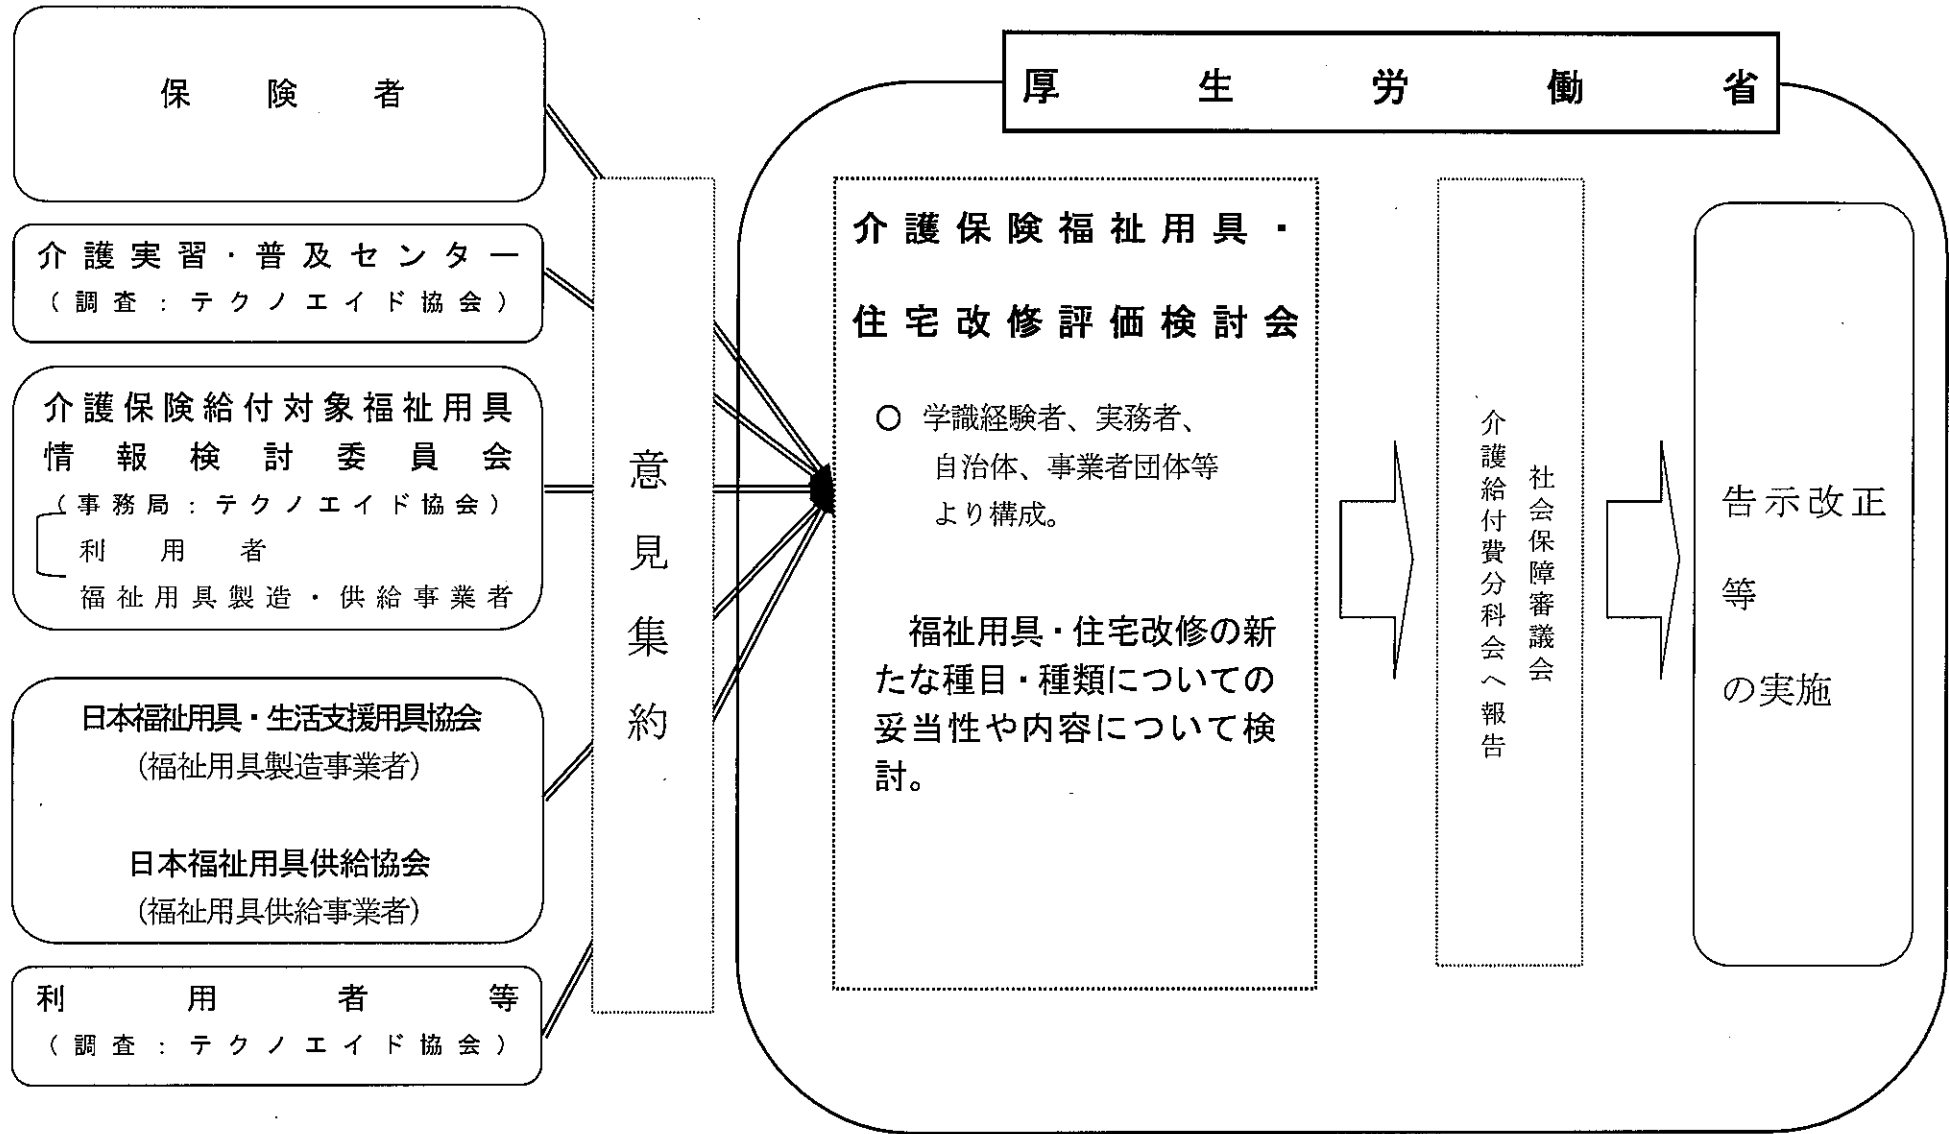 保険者
介護実習・普及センター
(調査：テクノエイド協会)
介護保険給付対象福祉用具
情報検討委員会
(事務局：テクノエイド協会)
利用者
福祉用具製造・供給事業者
日本福祉用具・生活支援用具協会
(福祉用具製造事業者)
日本福祉用具供給協会
(福祉用具供給事業者)
利用者等
(調査：テクノエイド協会)
意見集約
厚生労働省
介護保険福祉用具・
住宅改修評価検討会
○ 学識経験者、実務者、
自治体、事業者団体等
より構成。
福祉用具・住宅改修の新
たな種目・種類についての
妥当性や内容について検
討。
社会保障審議会
介護給付費分科会へ報告
告示改正
等
の実施